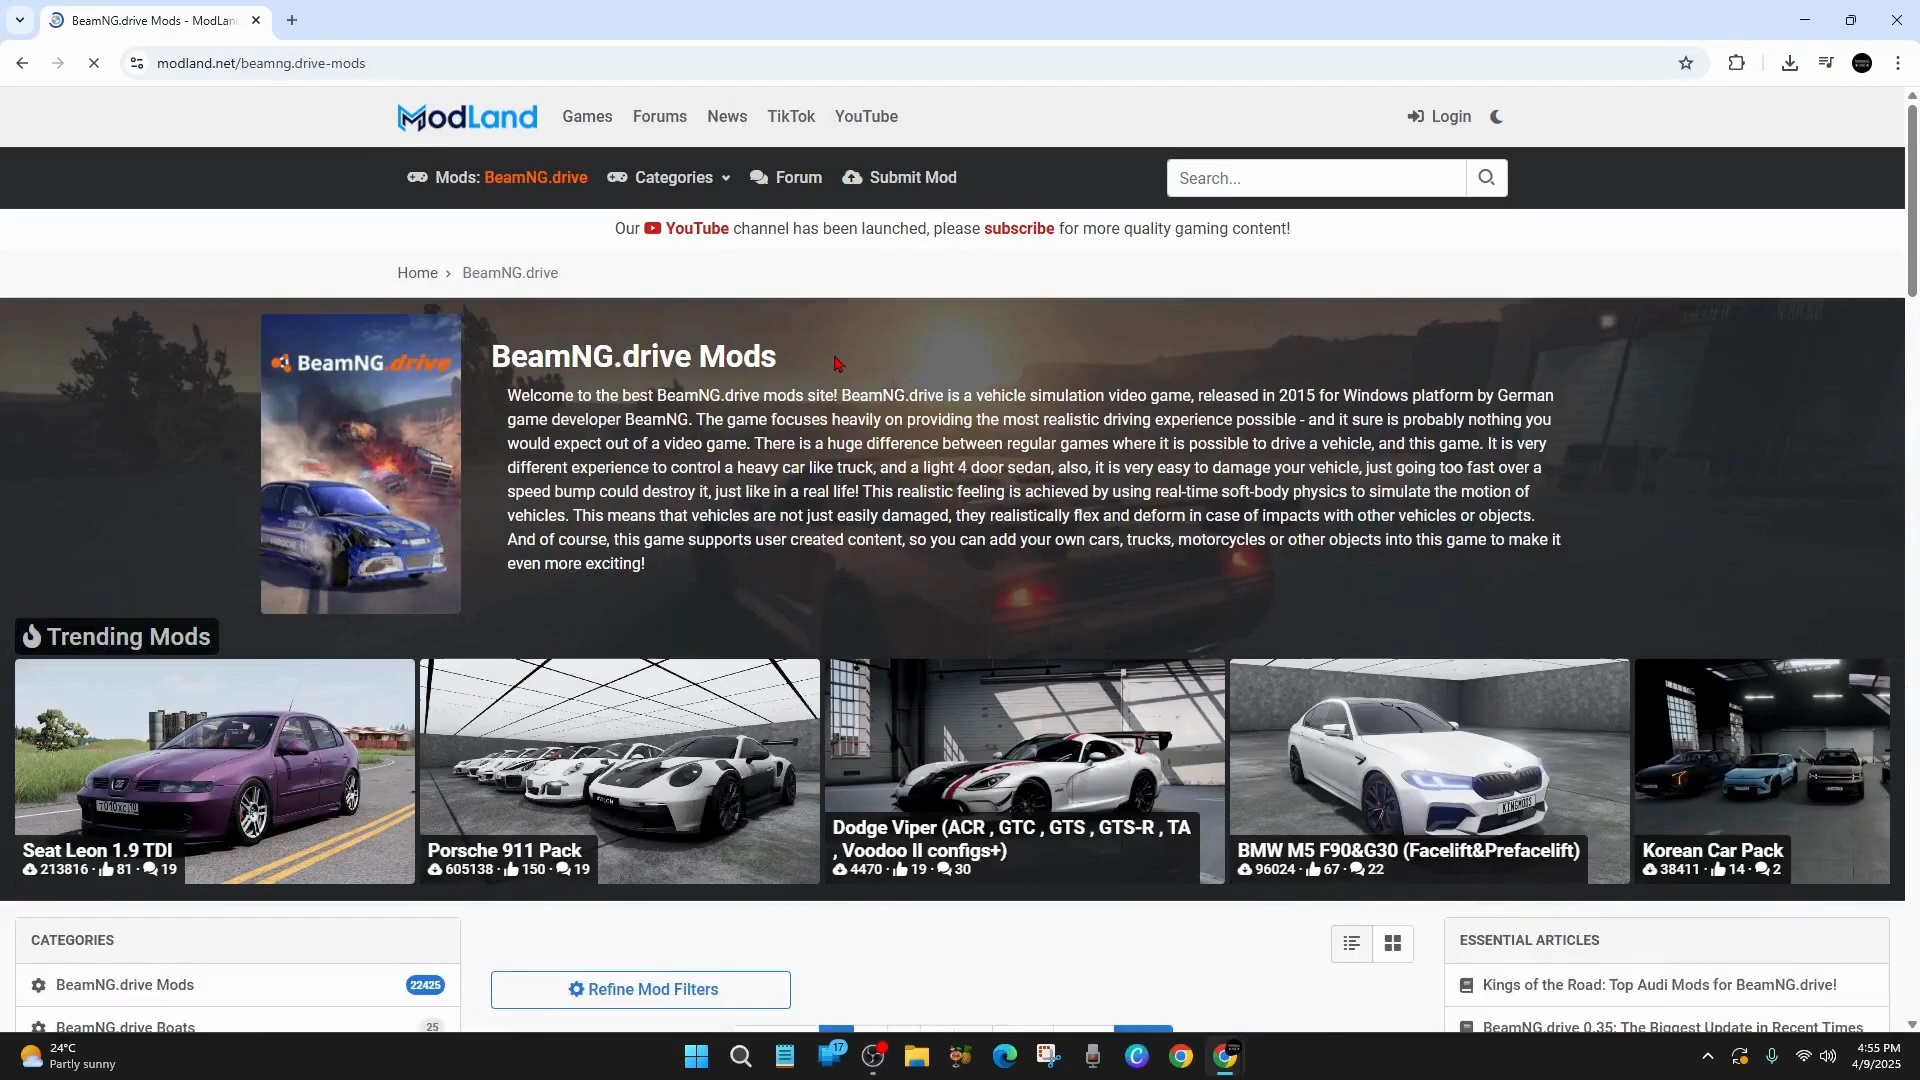 BeamNG.drive Mods - ModLan
modland.net/beamng.drive-mods
ModLand Games Forums News TikTok YouTube Login
Mods: BeamNG.drive Categories Forum Submit Mod Search...
Our YouTube channel has been launched, please subscribe for more quality gaming content!
Home › BeamNG.drive
BeamNG.drive
BeamNG.drive Mods
Welcome to the best BeamNG.drive mods site! BeamNG.drive is a vehicle simulation video game, released in 2015 for Windows platform by German
game developer BeamNG. The game focuses heavily on providing the most realistic driving experience possible - and it sure is probably nothing you
would expect out of a video game. There is a huge difference between regular games where it is possible to drive a vehicle, and this game. It is very
different experience to control a heavy car like truck, and a light 4 door sedan, also, it is very easy to damage your vehicle, just going too fast over a
speed bump could destroy it, just like in a real life! This realistic feeling is achieved by using real-time soft-body physics to simulate the motion of
vehicles. This means that vehicles are not just easily damaged, they realistically flex and deform in case of impacts with other vehicles or objects.
And of course, this game supports user created content, so you can add your own cars, trucks, motorcycles or other objects into this game to make it
even more exciting!
Trending Mods
KINGMODS
Seat Leon 1.9 TDI
213816 · 81 · 19
Porsche 911 Pack
605138 · 150 · 19
Dodge Viper (ACR , GTC , GTS , GTS-R , TA
, Voodoo II configs+)
4470 · 19 · 30
BMW M5 F90&G30 (Facelift&Prefacelift)
96024 · 67 · 22
Korean Car Pack
38411 · 14 · 2
CATEGORIES
BeamNG.drive Mods 22425
BeamNG.drive Boats 25
Refine Mod Filters
ESSENTIAL ARTICLES
Kings of the Road: Top Audi Mods for BeamNG.drive!
BeamNG.drive 0.35: The Biggest Update in Recent Times
24°C
Partly sunny
17
4:55 PM
4/9/2025